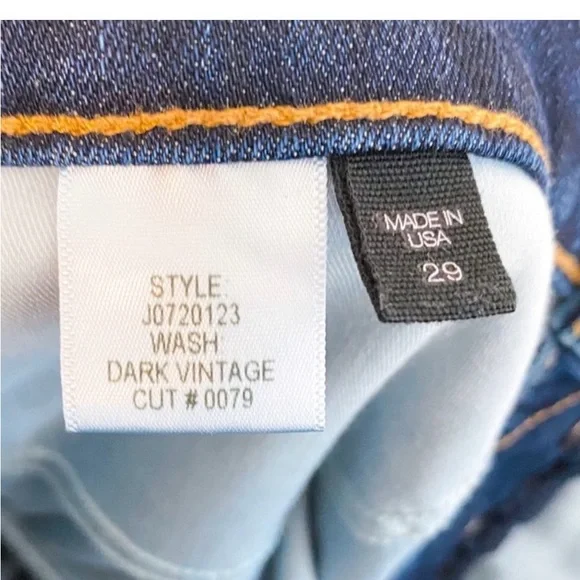 STYLE:
J0720123
WASH
DARK VINTAGE
CUT # 0079
MADE IN
USA
29